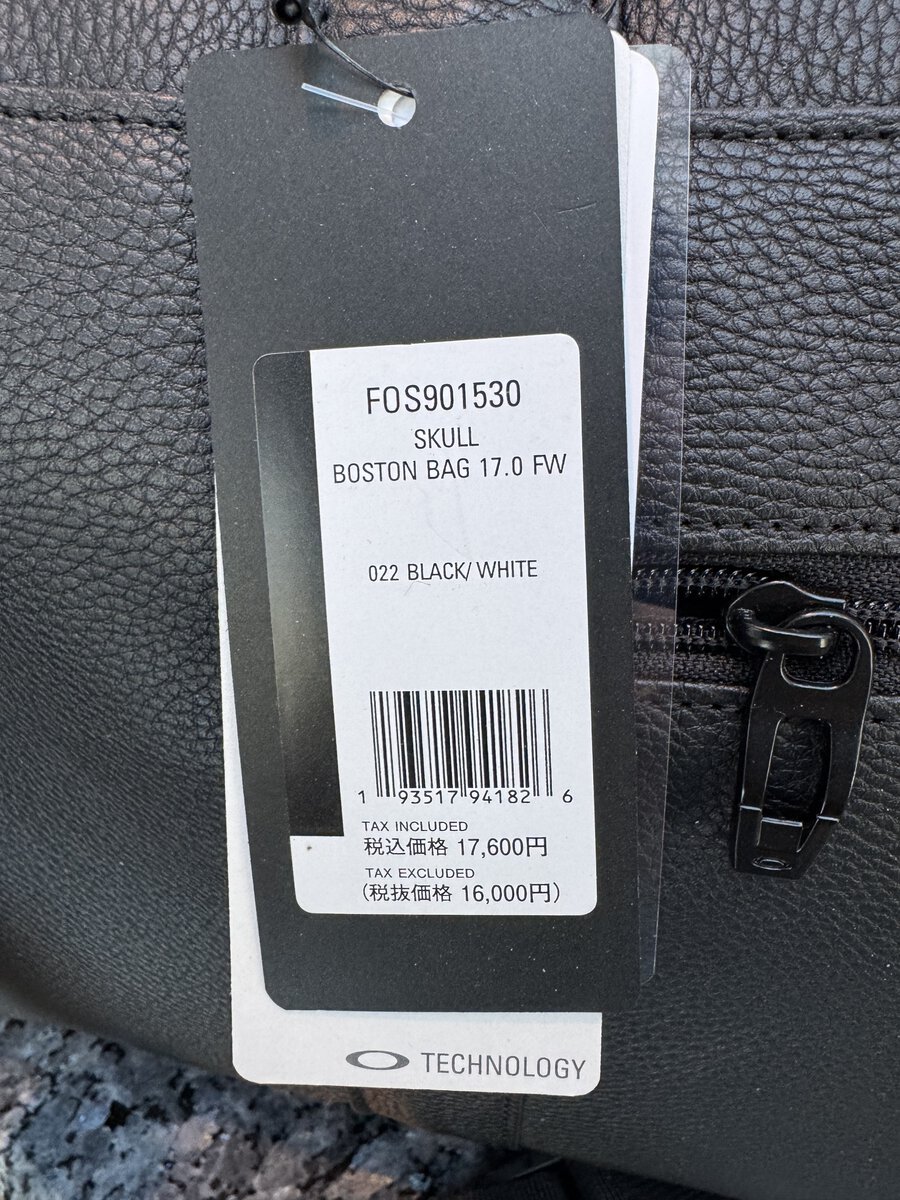 FOS901530
SKULL
BOSTON BAG 17.0 FW
022 BLACK/ WHITE
1 93517 94182 6
TAX INCLUDED
税込価格 17,600円
TAX EXCLUDED
(税抜価格 16,000円)
TECHNOLOGY